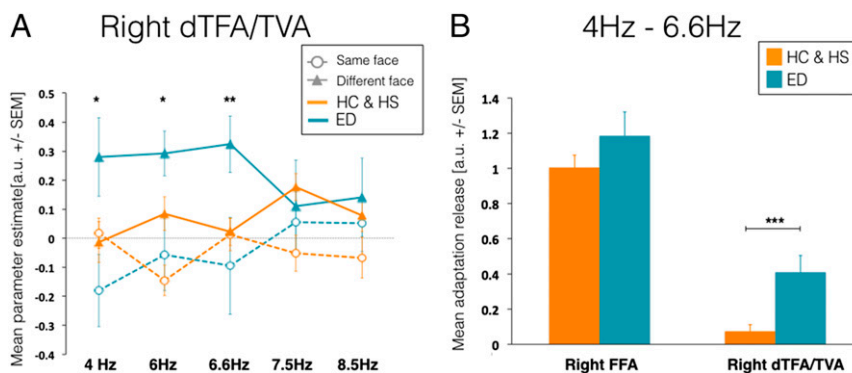 A Right dTFA/TVA
Same face
Different face
HC & HS
ED
Mean parameter estimate[a.u. +/- SEM]
0.5
0.4
0.3
0.2
0.1
0
-0.1
-0.2
-0.3
-0.4
* * **
4 Hz 6Hz 6.6Hz 7.5Hz 8.5Hz
B 4Hz - 6.6Hz
HC & HS
ED
Mean adaptation release [a.u. +/- SEM]
1.4
1.2
1
0.8
0.6
0.4
0.2
0
***
Right FFA Right dTFA/TVA